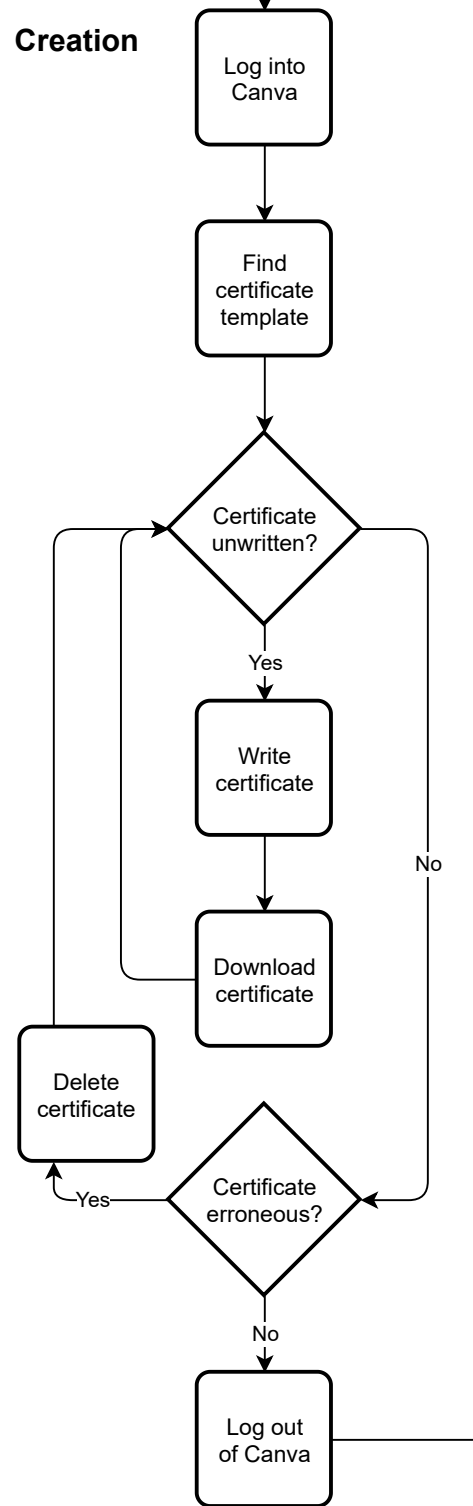 Creation
Log into
Canva
Find
certificate
template
Certificate
unwritten?
Yes
Write
certificate
No
Download
certificate
Delete
certificate
Certificate
erroneous?
Yes
No
Log out
of Canva